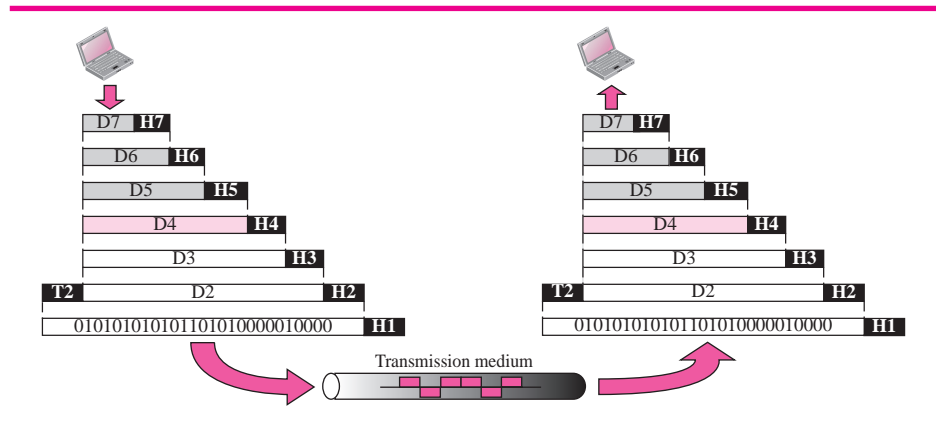 D7 H7 D7 H7
D6 H6 D6 H6
D5 H5 D5 H5
D4 H4 D4 H4
D3 H3 D3 H3
T2 D2 H2 T2 D2 H2
010101010101101010000010000 H1 010101010101101010000010000 H1
Transmission medium